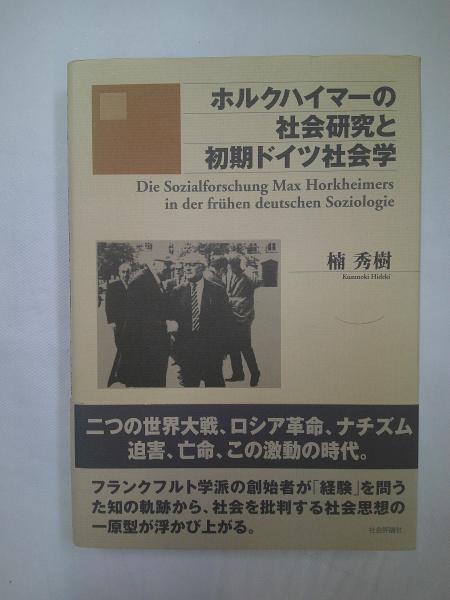 ホルクハイマーの
社会研究と
初期ドイツ社会学
Die Sozialforschung Max Horkheimers
in der frühen deutschen Soziologie
楠 秀樹
Kusunoki Hideki
二つの世界大戦、ロシア革命、ナチズム
迫害、亡命、この激動の時代。
フランクフルト学派の創始者が「経験」を問うた
知の軌跡から、社会を批判する社会思想の
一原型が浮かび上がる。
社会評論社